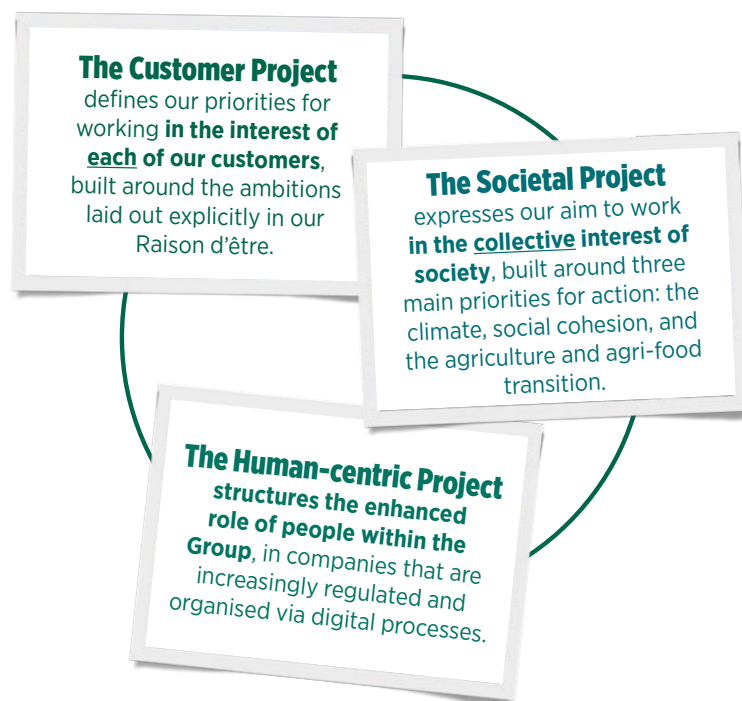 The Customer Project
defines our priorities for
working in the interest of
each of our customers,
built around the ambitions
laid out explicitly in our
Raison d’être.
The Societal Project
expresses our aim to work
in the collective interest of
society, built around three
main priorities for action: the
climate, social cohesion, and
the agriculture and agri-food
transition.
The Human-centric Project
structures the enhanced
role of people within the
Group, in companies that are
increasingly regulated and
organised via digital processes.